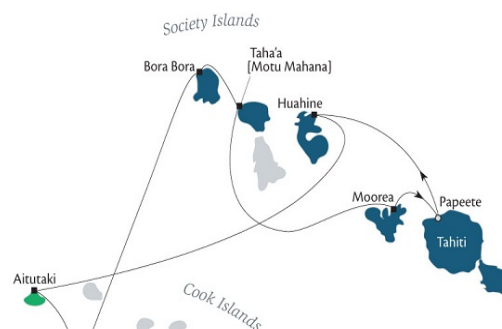 Society Islands
Taha'a
[Motu Mahana]
Bora Bora
Huahine
Moorea
Papeete
Tahiti
Aitutaki
Cook Islands